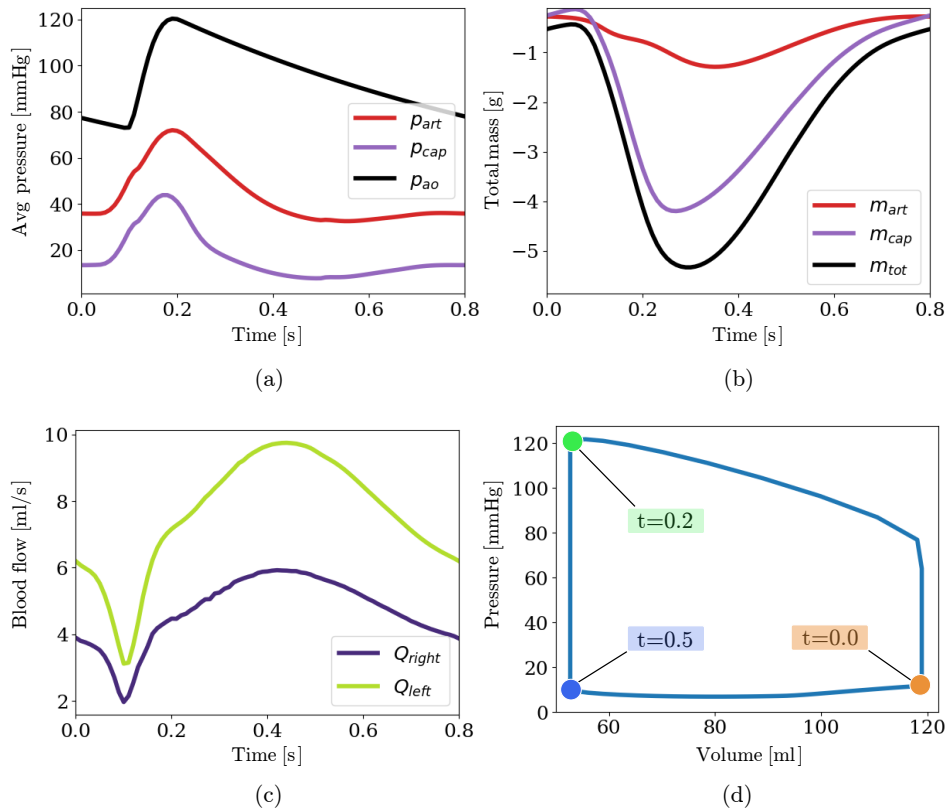 Avg pressure [mmHg]
120
100
80
60
40
20
p_art
p_cap
p_ao
0.0 0.2 0.4 0.6 0.8
Time [s]
(a)
Total mass [g]
−1
−2
−3
−4
−5
m_art
m_cap
m_tot
0.0 0.2 0.4 0.6 0.8
Time [s]
(b)
Blood flow [ml/s]
10
8
6
4
2
Q_right
Q_left
0.0 0.2 0.4 0.6 0.8
Time [s]
(c)
Pressure [mmHg]
120
100
80
60
40
20
0
t=0.2
t=0.5
t=0.0
60 80 100 120
Volume [ml]
(d)